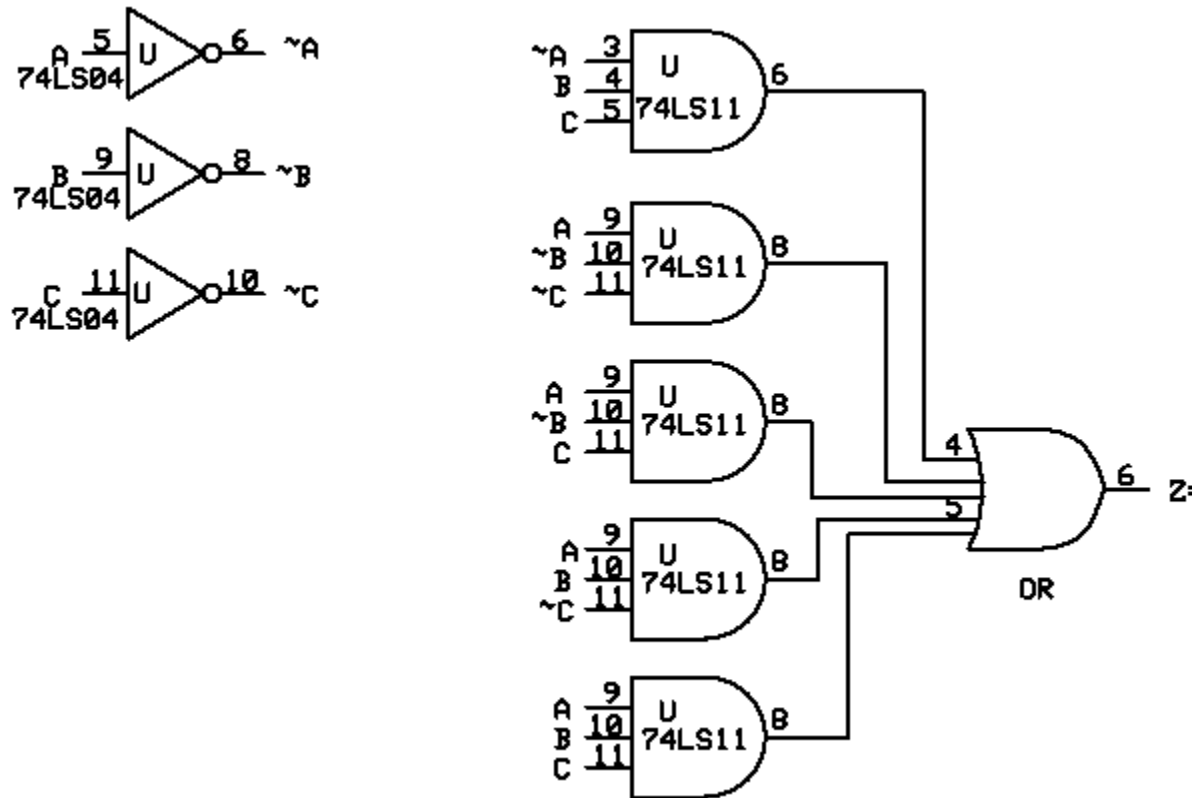 A 5 U 6 ~A
74LS04
B 9 U 8 ~B
74LS04
C 11 U 10 ~C
74LS04
~A 3 U 6
B 4 74LS11
C 5
A 9 U 8
~B 10 74LS11
~C 11
A 9 U 8
~B 10 74LS11
C 11
A 9 U 8
B 10 74LS11
~C 11
A 9 U 8
B 10 74LS11
C 11
4 6 Z=
5
OR